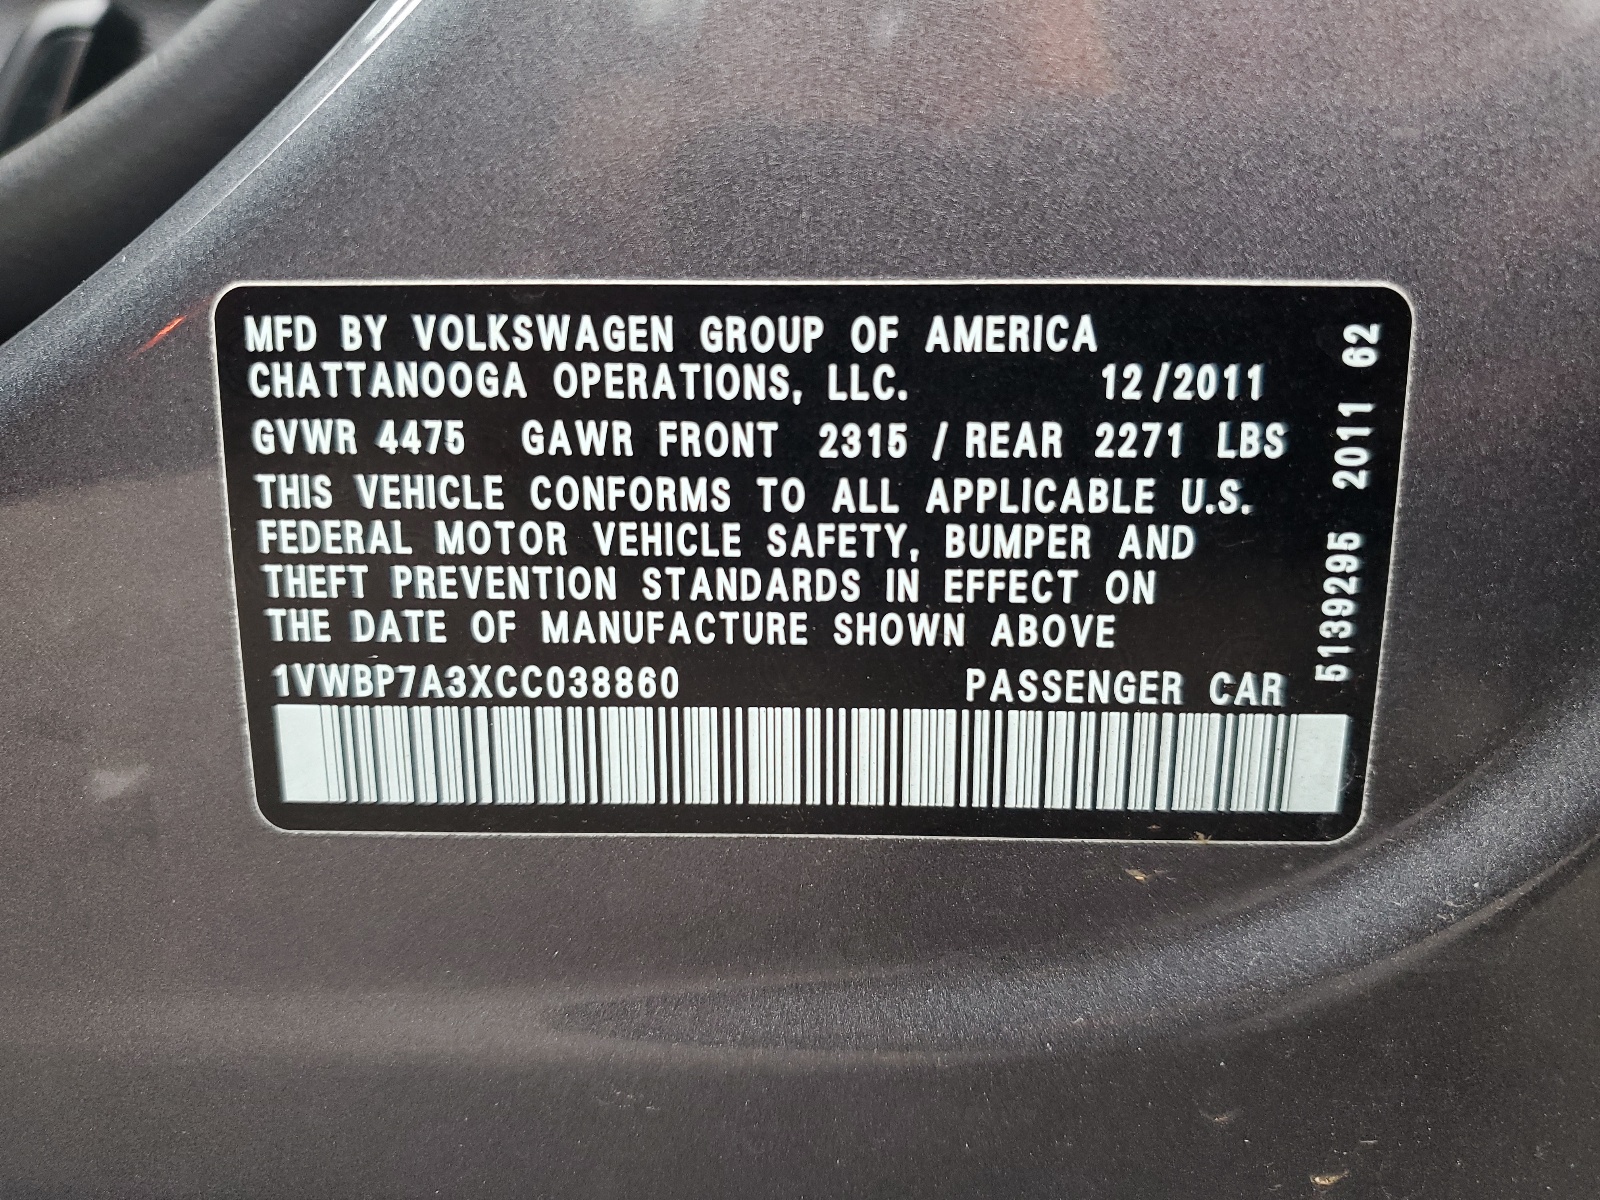 MFD BY VOLKSWAGEN GROUP OF AMERICA
CHATTANOOGA OPERATIONS, LLC. 12/2011
GVWR 4475 GAWR FRONT 2315 / REAR 2271 LBS
THIS VEHICLE CONFORMS TO ALL APPLICABLE U.S.
FEDERAL MOTOR VEHICLE SAFETY, BUMPER AND
THEFT PREVENTION STANDARDS IN EFFECT ON
THE DATE OF MANUFACTURE SHOWN ABOVE
1VWBP7A3XCC038860 PASSENGER CAR
5139295 2011 62